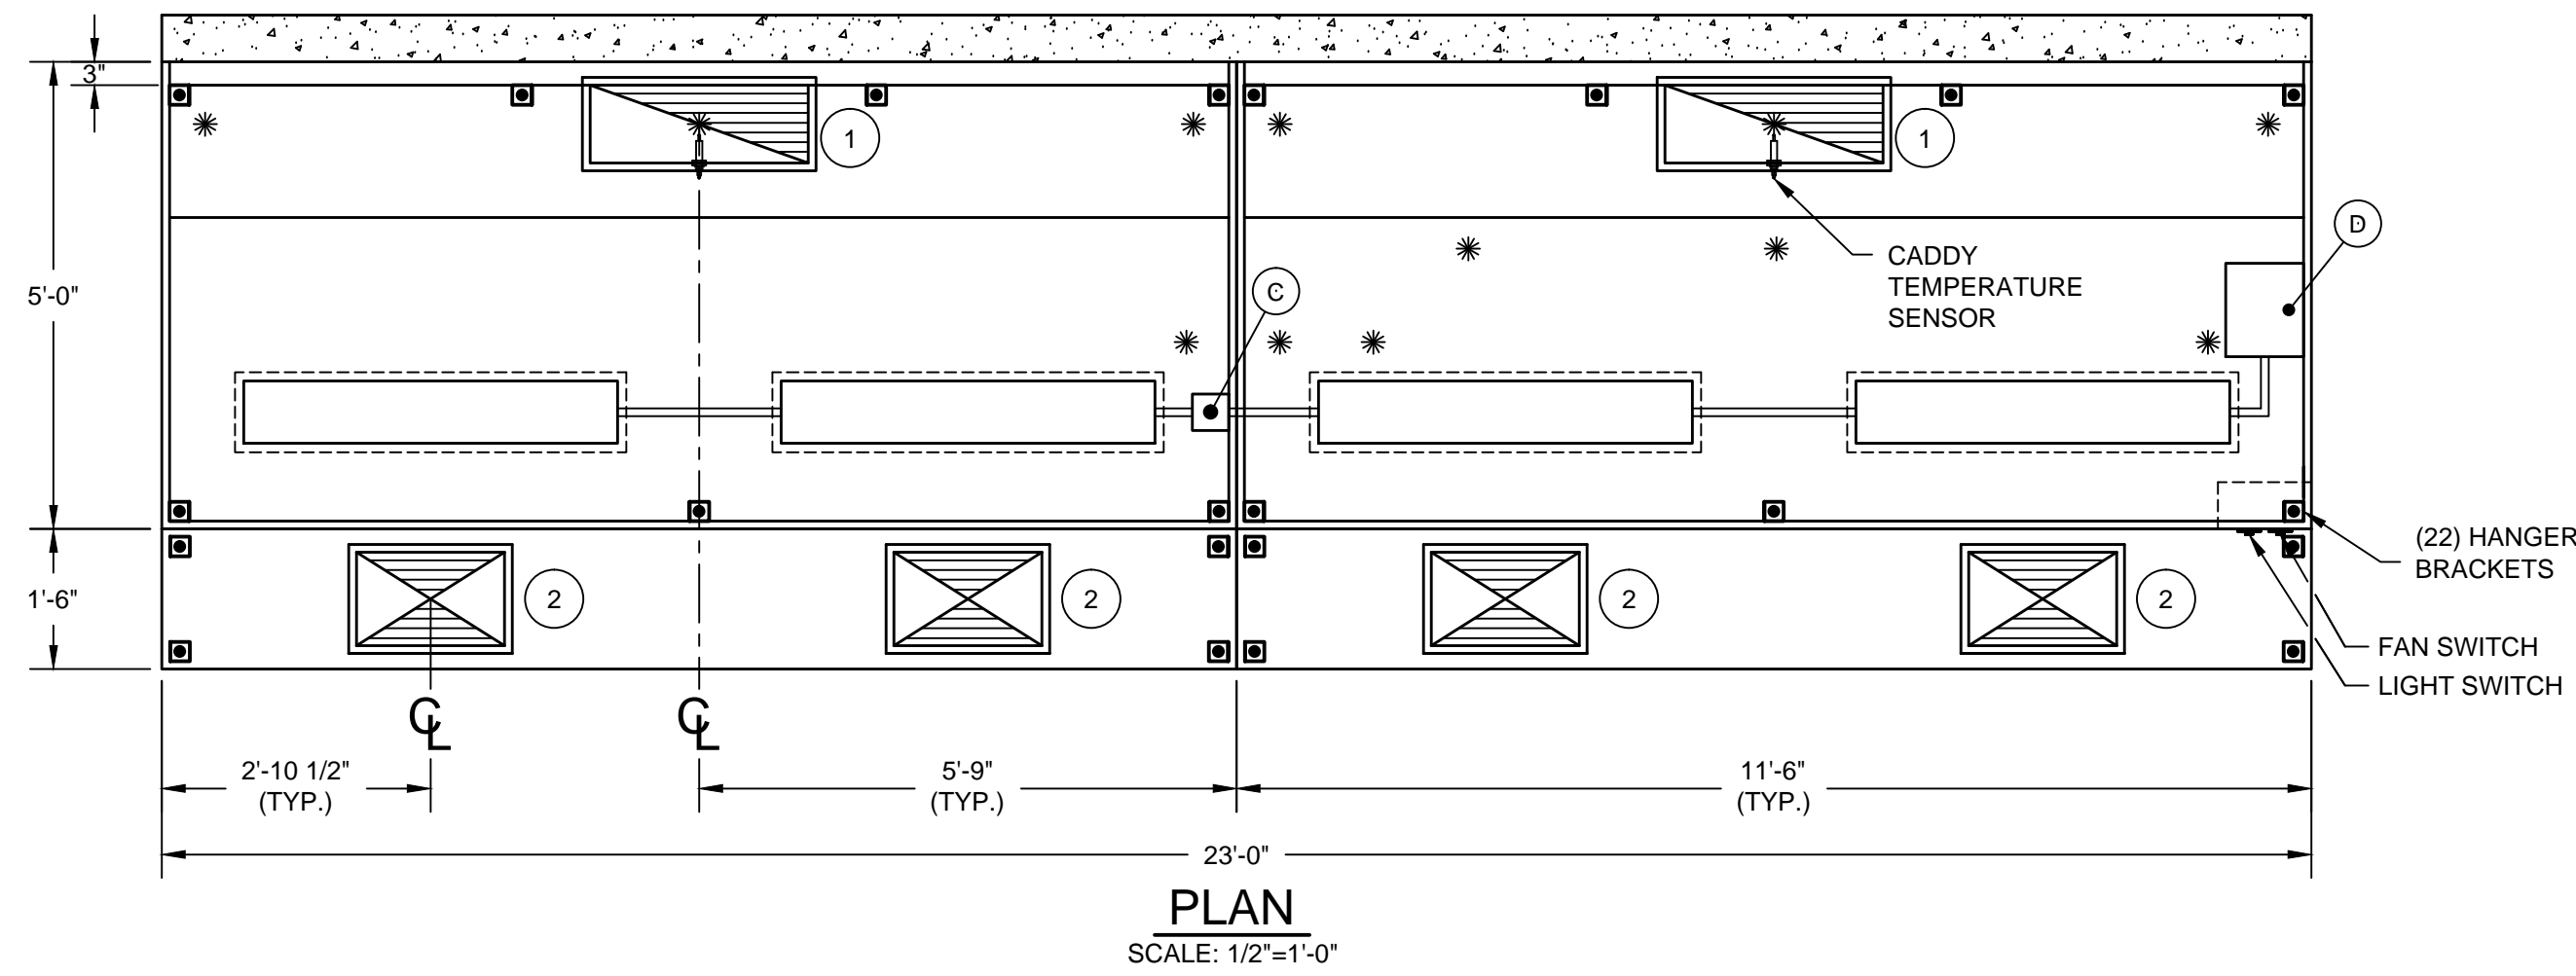 3"
1
1
D
CADDY
TEMPERATURE
SENSOR
C
5'-0"
(22) HANGER
BRACKETS
1'-6"
2
2
2
2
FAN SWITCH
LIGHT SWITCH
CL
CL
2'-10 1/2"
(TYP.)
5'-9"
(TYP.)
11'-6"
(TYP.)
23'-0"
PLAN
SCALE: 1/2"=1'-0"